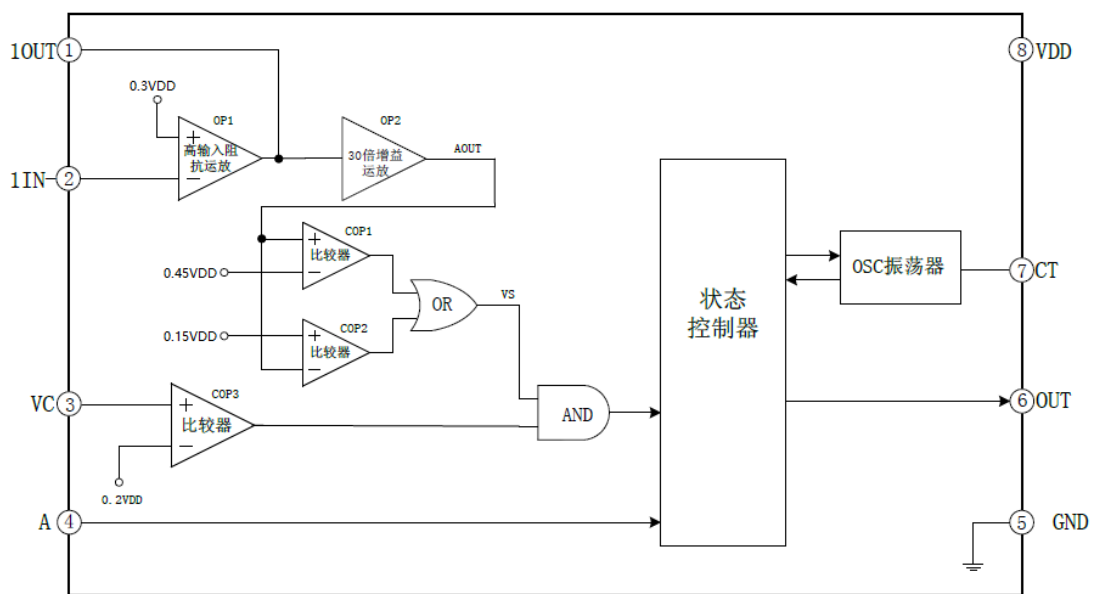 1OUT 1
8 VDD
0.3VDD
OP1
+
高输入阻
抗运放
−
OP2
30倍增益
运放
AOUT
1IN− 2
COP1
+
比较器
−
0.45VDD
OR
VS
COP2
0.15VDD
+
比较器
−
状态
控制器
OSC振荡器
7 CT
VC 3
COP3
+
比较器
−
0.2VDD
AND
6 OUT
A 4
5 GND